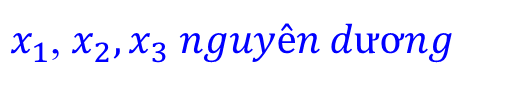 x₁, x₂, x₃ nguyên dương